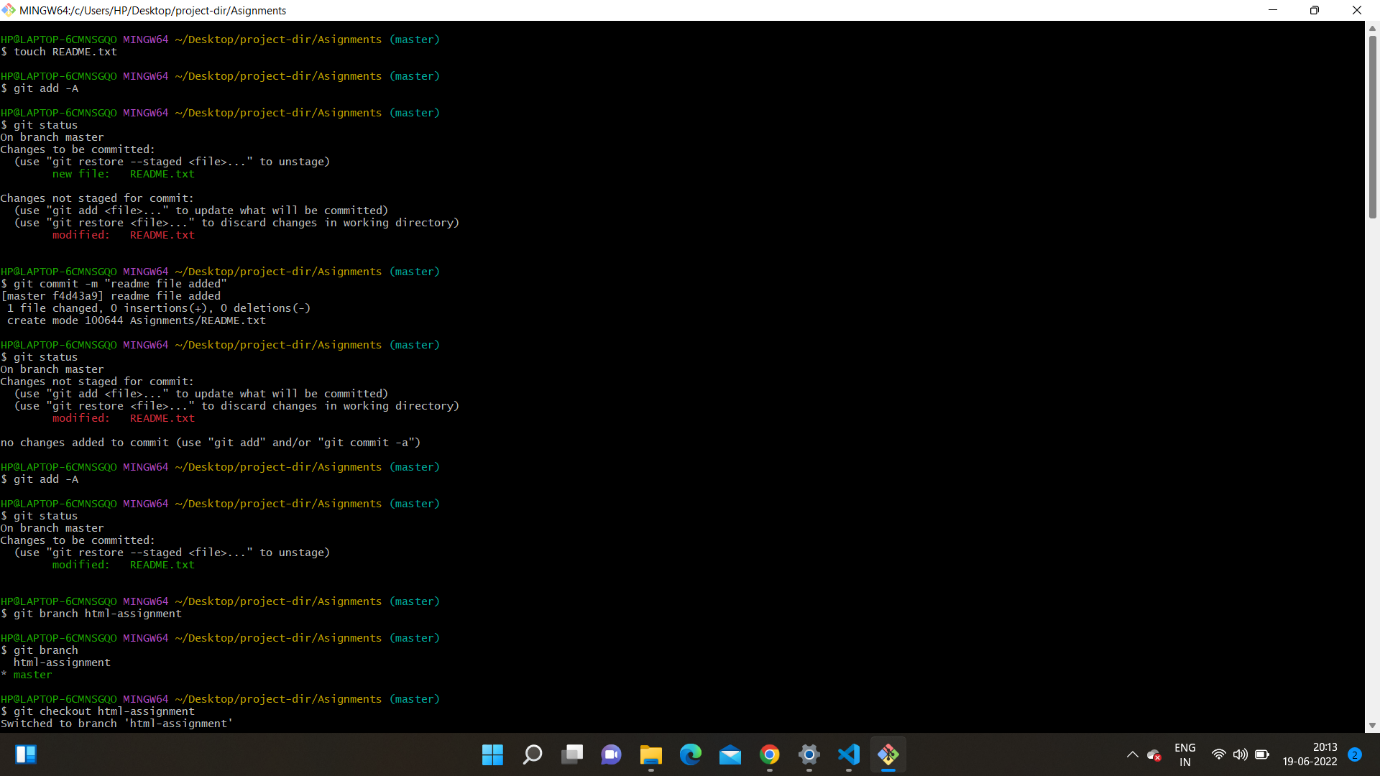 MINGW64:/c/Users/HP/Desktop/project-dir/Asignments
HP@LAPTOP-6CMNSGQO MINGW64 ~/Desktop/project-dir/Asignments (master)
$ touch README.txt
HP@LAPTOP-6CMNSGQO MINGW64 ~/Desktop/project-dir/Asignments (master)
$ git add -A
HP@LAPTOP-6CMNSGQO MINGW64 ~/Desktop/project-dir/Asignments (master)
$ git status
On branch master
Changes to be committed:
  (use "git restore --staged <file>..." to unstage)
        new file:   README.txt
Changes not staged for commit:
  (use "git add <file>..." to update what will be committed)
  (use "git restore <file>..." to discard changes in working directory)
        modified:   README.txt
HP@LAPTOP-6CMNSGQO MINGW64 ~/Desktop/project-dir/Asignments (master)
$ git commit -m "readme file added"
[master f4d43a9] readme file added
 1 file changed, 0 insertions(+), 0 deletions(-)
 create mode 100644 Asignments/README.txt
HP@LAPTOP-6CMNSGQO MINGW64 ~/Desktop/project-dir/Asignments (master)
$ git status
On branch master
Changes not staged for commit:
  (use "git add <file>..." to update what will be committed)
  (use "git restore <file>..." to discard changes in working directory)
        modified:   README.txt
no changes added to commit (use "git add" and/or "git commit -a")
HP@LAPTOP-6CMNSGQO MINGW64 ~/Desktop/project-dir/Asignments (master)
$ git add -A
HP@LAPTOP-6CMNSGQO MINGW64 ~/Desktop/project-dir/Asignments (master)
$ git status
On branch master
Changes to be committed:
  (use "git restore --staged <file>..." to unstage)
        modified:   README.txt
HP@LAPTOP-6CMNSGQO MINGW64 ~/Desktop/project-dir/Asignments (master)
$ git branch html-assignment
HP@LAPTOP-6CMNSGQO MINGW64 ~/Desktop/project-dir/Asignments (master)
$ git branch
  html-assignment
* master
HP@LAPTOP-6CMNSGQO MINGW64 ~/Desktop/project-dir/Asignments (master)
$ git checkout html-assignment
Switched to branch 'html-assignment'
ENG
IN
20:13
19-06-2022
2